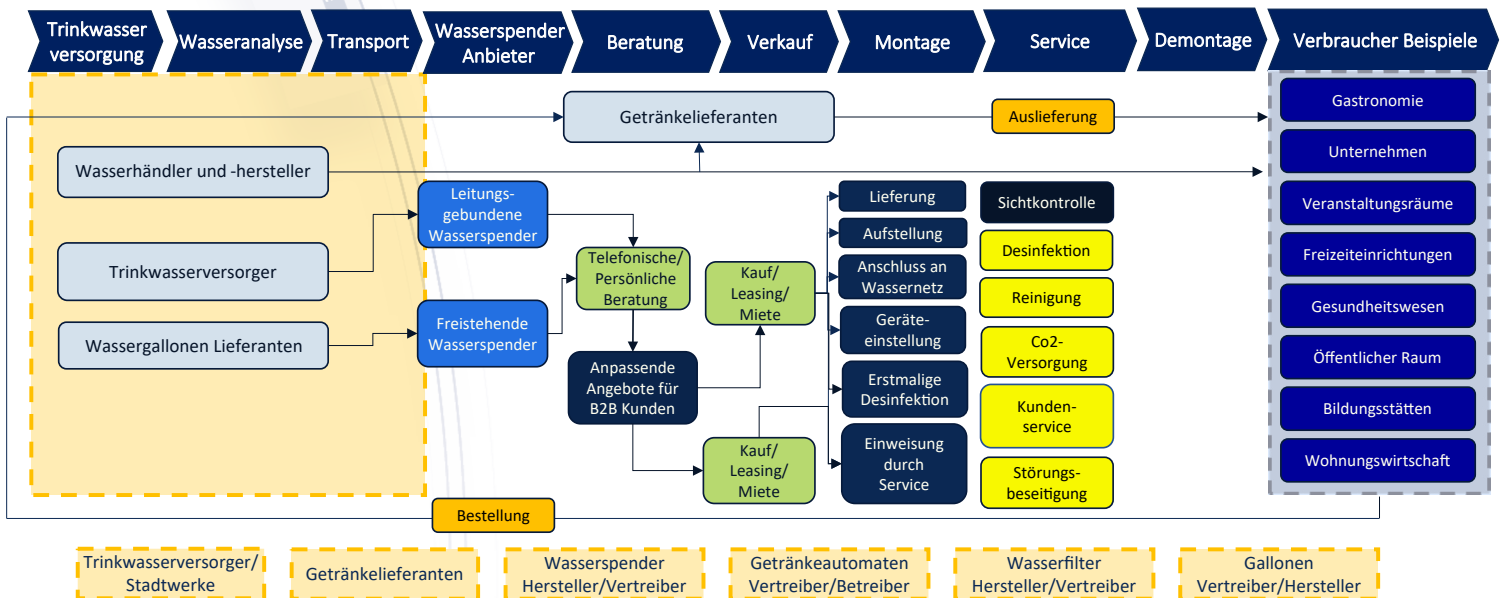 Trinkwasser
versorgung
Wasseranalyse
Transport
Wasserspender
Anbieter
Beratung
Verkauf
Montage
Service
Demontage
Verbraucher Beispiele
Getränkelieferanten
Auslieferung
Gastronomie
Wasserhändler und -hersteller
Unternehmen
Leitungs-
gebundene
Wasserspender
Lieferung
Sichtkontrolle
Veranstaltungsräume
Aufstellung
Desinfektion
Trinkwasserversorger
Telefonische/
Persönliche
Beratung
Kauf/
Leasing/
Miete
Anschluss an
Wassernetz
Reinigung
Freizeiteinrichtungen
Gesundheitswesen
Wassergallonen Lieferanten
Freistehende
Wasserspender
Geräte-
einstellung
Co2-
Versorgung
Öffentlicher Raum
Anpassende
Angebote für
B2B Kunden
Erstmalige
Desinfektion
Kunden-
service
Bildungsstätten
Kauf/
Leasing/
Miete
Einweisung
durch
Service
Störungs-
beseitigung
Wohnungswirtschaft
Bestellung
Trinkwasserversorger/
Stadtwerke
Getränkelieferanten
Wasserspender
Hersteller/Vertreiber
Getränkeautomaten
Vertreiber/Betreiber
Wasserfilter
Hersteller/Vertreiber
Gallonen
Vertreiber/Hersteller